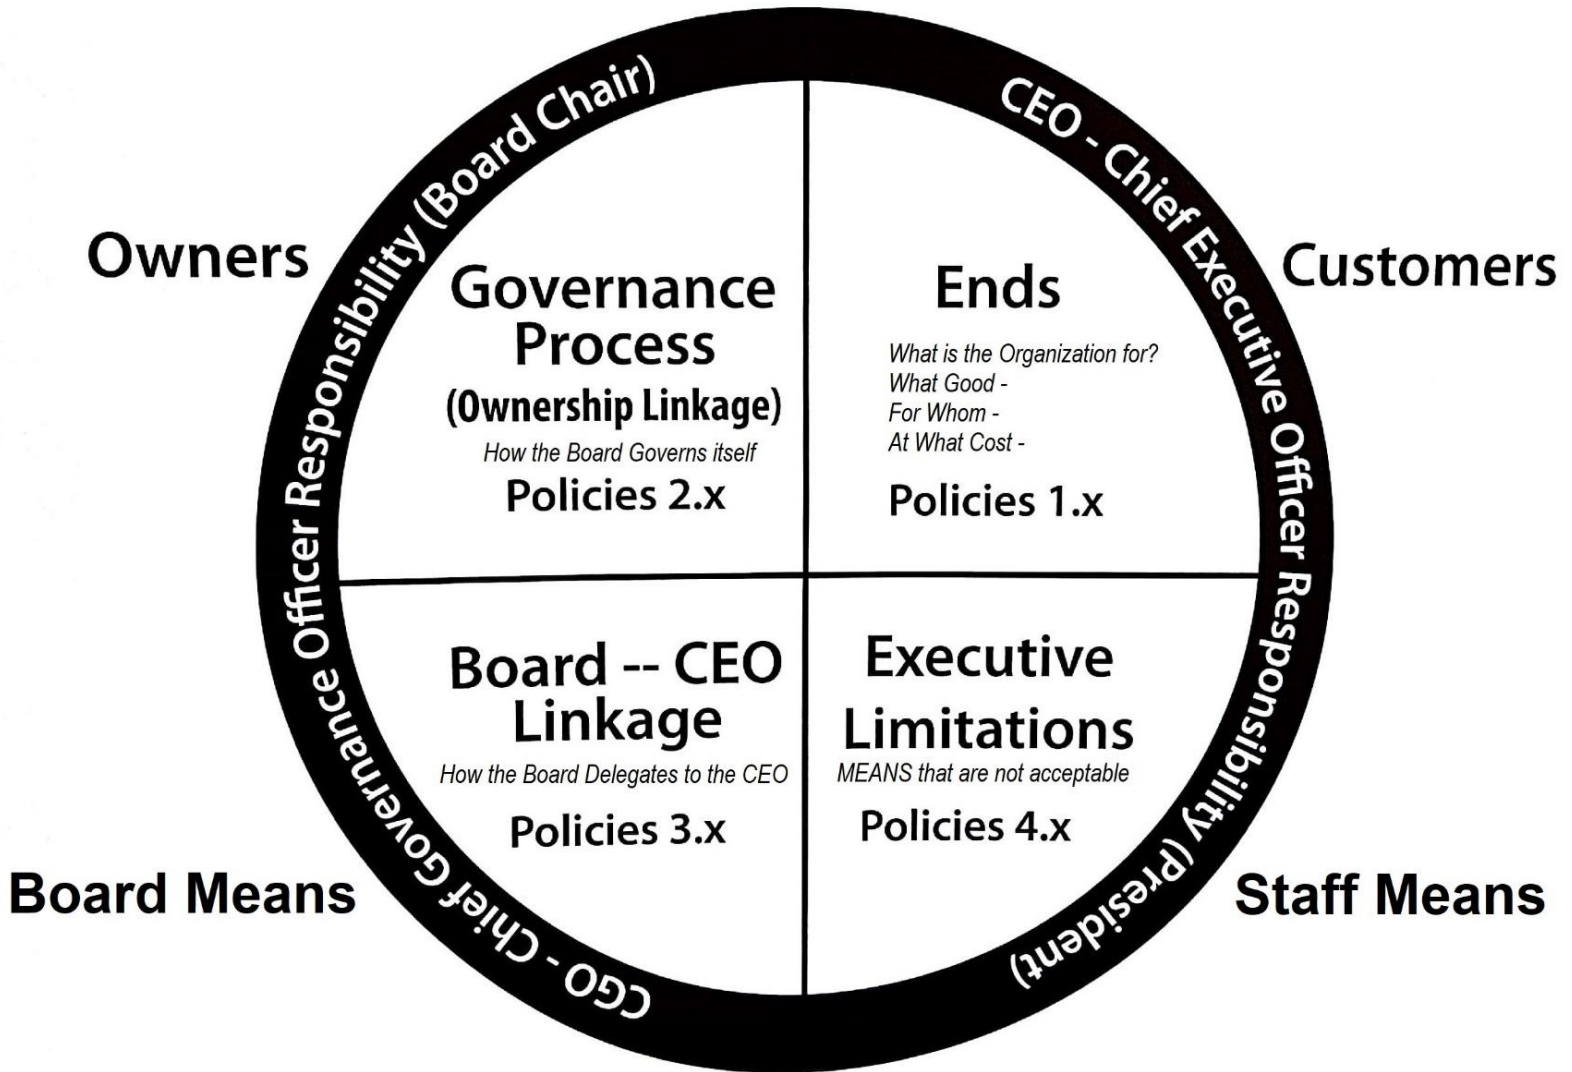 CGO - Chief Governance Officer Responsibility (Board Chair)
CEO - Chief Executive Officer Responsibility (President)
Owners
Customers
Governance
Process
(Ownership Linkage)
How the Board Governs itself
Policies 2.x
Ends
What is the Organization for?
What Good -
For Whom -
At What Cost -
Policies 1.x
Board -- CEO
Linkage
How the Board Delegates to the CEO
Policies 3.x
Executive
Limitations
MEANS that are not acceptable
Policies 4.x
Board Means
Staff Means